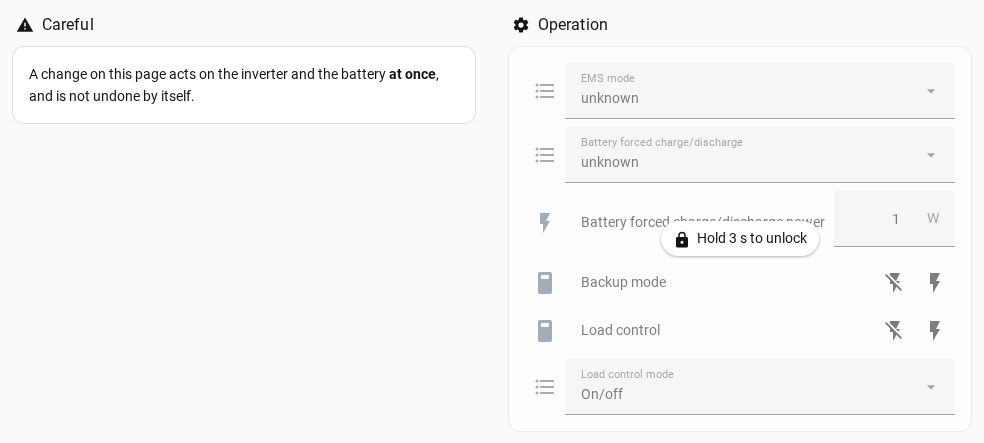 Careful
A change on this page acts on the inverter and the battery at once,
and is not undone by itself.
Operation
EMS mode
unknown
Battery forced charge/discharge
unknown
Battery forced charge/discharge power
1 W
Hold 3 s to unlock
Backup mode
Load control
Load control mode
On/off